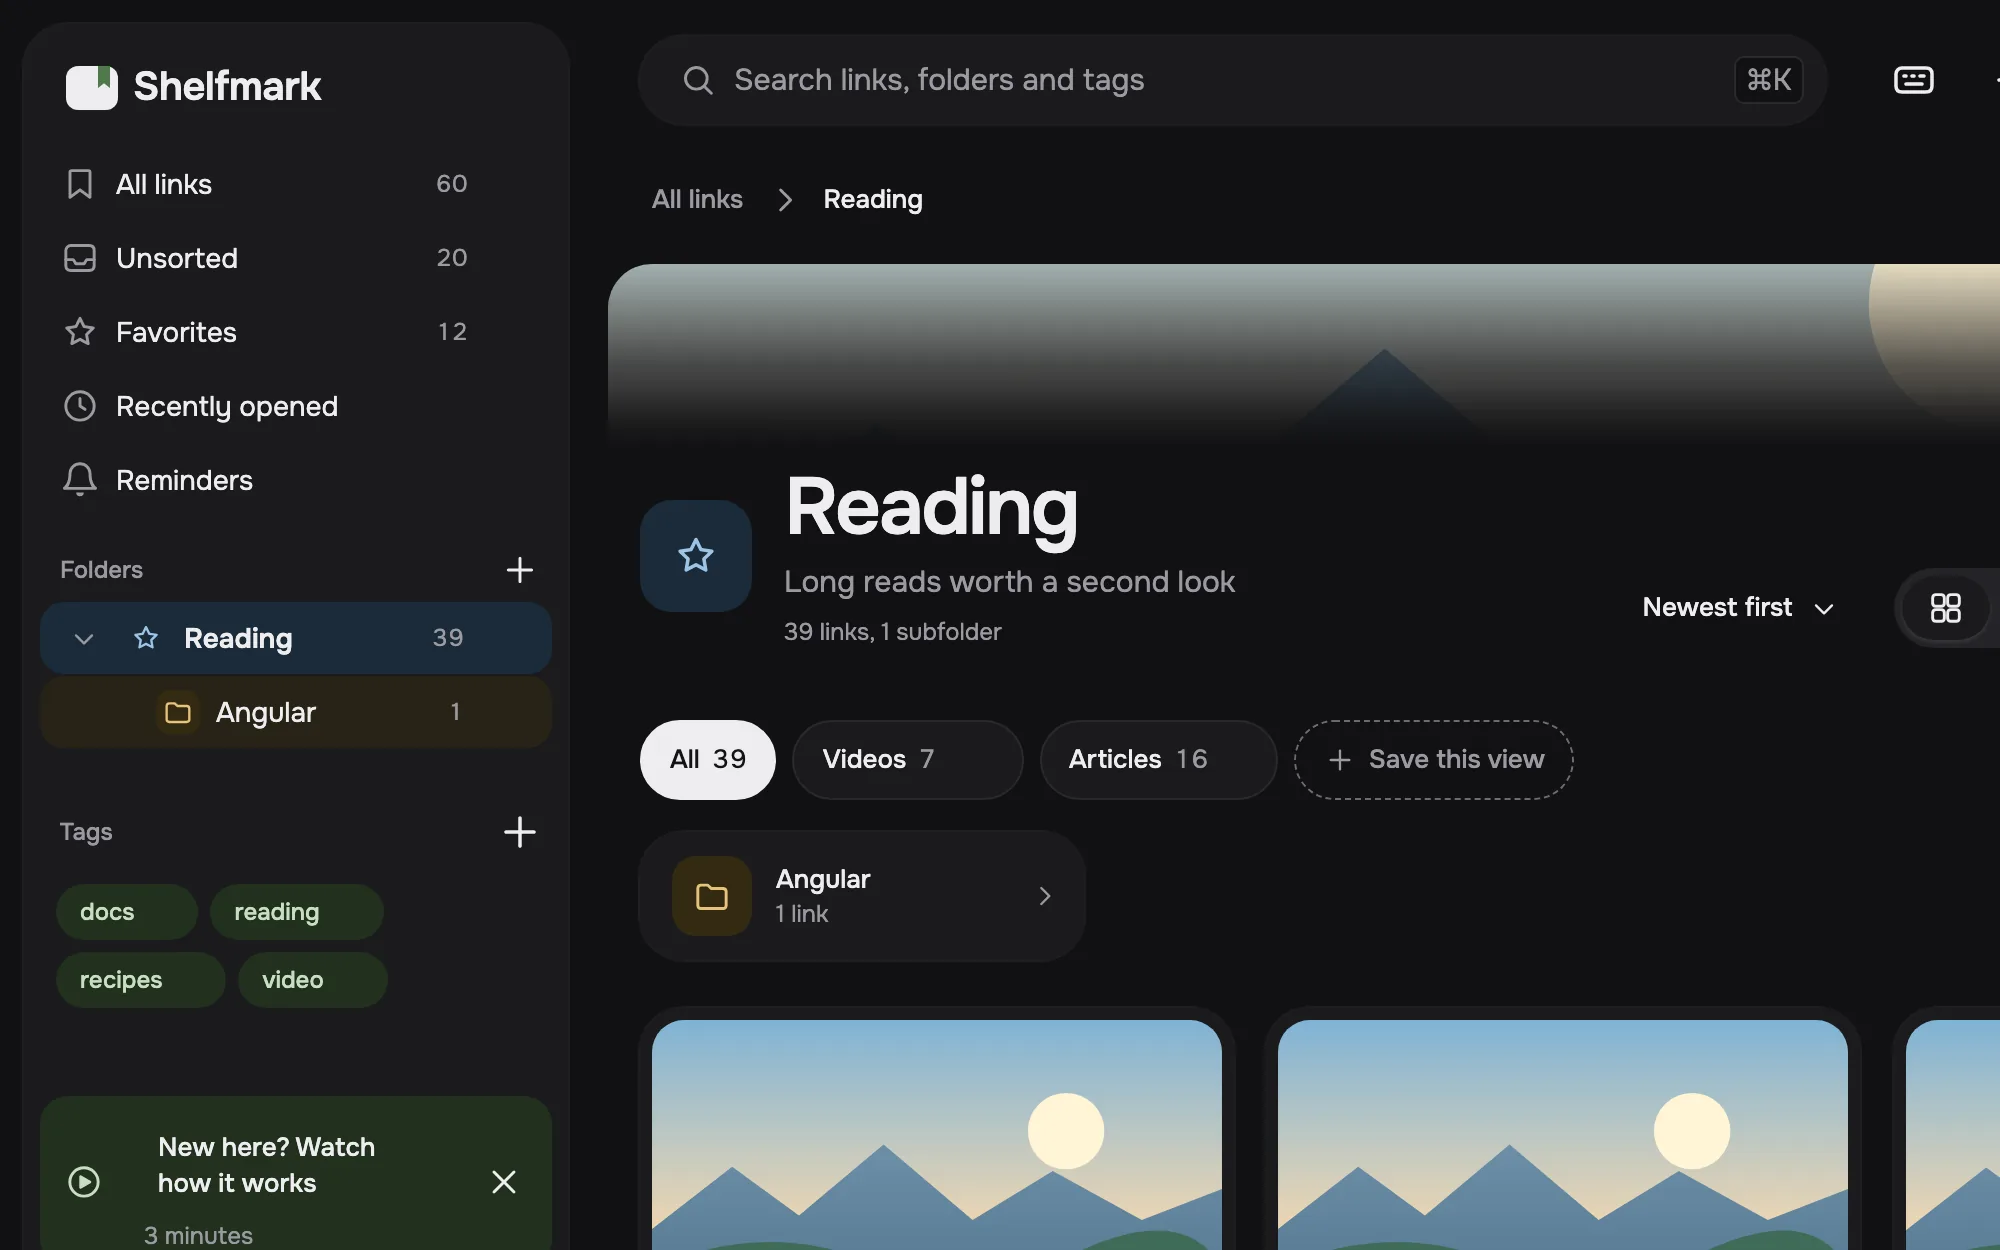 Shelfmark
All links 60
Unsorted 20
Favorites 12
Recently opened
Reminders
Folders
Reading 39
Angular 1
Tags
docs reading
recipes video
New here? Watch
how it works
3 minutes
Search links, folders and tags ⌘K
All links Reading
Reading
Long reads worth a second look
39 links, 1 subfolder
Newest first
All 39 Videos 7 Articles 16 Save this view
Angular
1 link